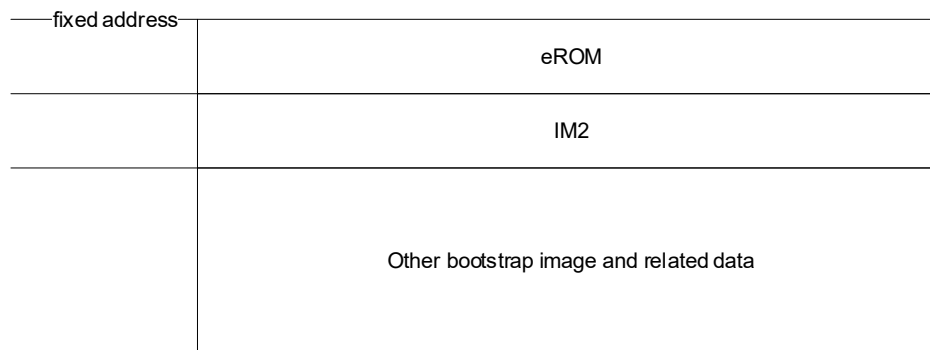 fixed address
eROM
IM2
Other bootstrap image and related data